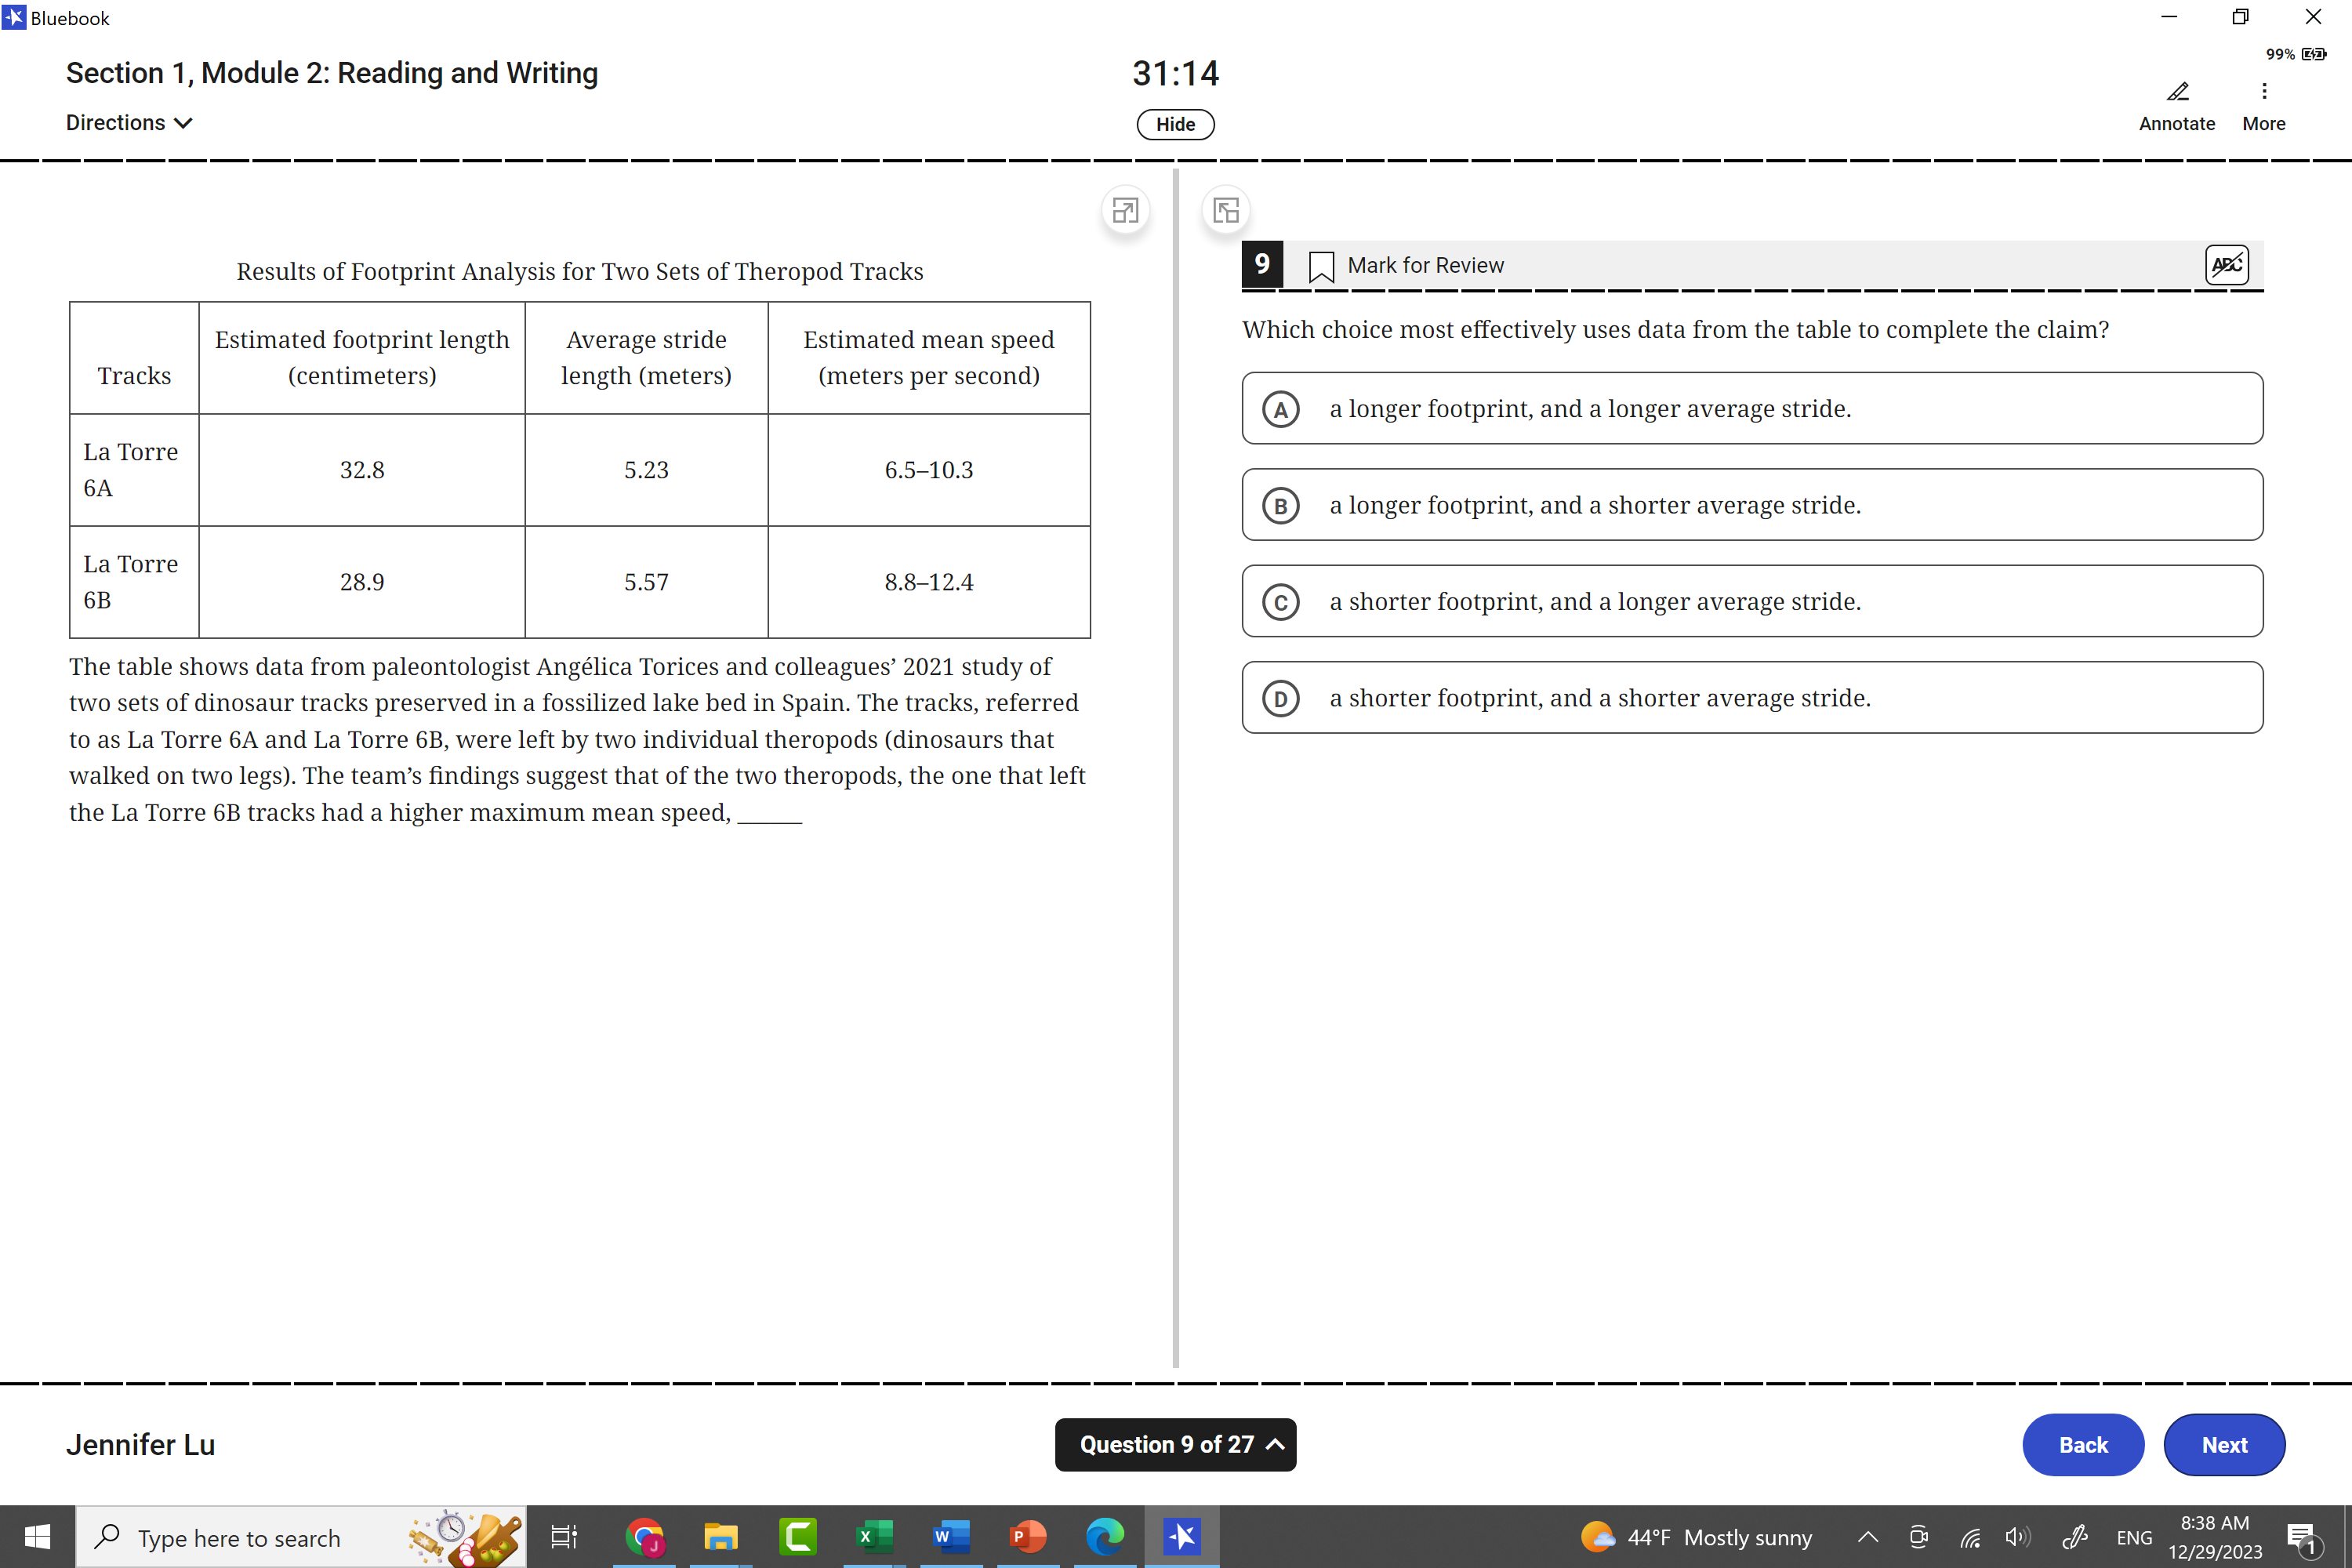 Bluebook
Section 1, Module 2: Reading and Writing
Directions
31:14
Hide
99%
Annotate
More
Results of Footprint Analysis for Two Sets of Theropod Tracks
Tracks
Estimated footprint length
(centimeters)
Average stride
length (meters)
Estimated mean speed
(meters per second)
La Torre
6A
32.8
5.23
6.5–10.3
La Torre
6B
28.9
5.57
8.8–12.4
The table shows data from paleontologist Angélica Torices and colleagues’ 2021 study of
two sets of dinosaur tracks preserved in a fossilized lake bed in Spain. The tracks, referred
to as La Torre 6A and La Torre 6B, were left by two individual theropods (dinosaurs that
walked on two legs). The team’s findings suggest that of the two theropods, the one that left
the La Torre 6B tracks had a higher maximum mean speed, ______
9
Mark for Review
ABC
Which choice most effectively uses data from the table to complete the claim?
A a longer footprint, and a longer average stride.
B a longer footprint, and a shorter average stride.
C a shorter footprint, and a longer average stride.
D a shorter footprint, and a shorter average stride.
Jennifer Lu
Question 9 of 27
Back
Next
Type here to search
J
X
W
P
44°F Mostly sunny
ENG
8:38 AM
12/29/2023
1